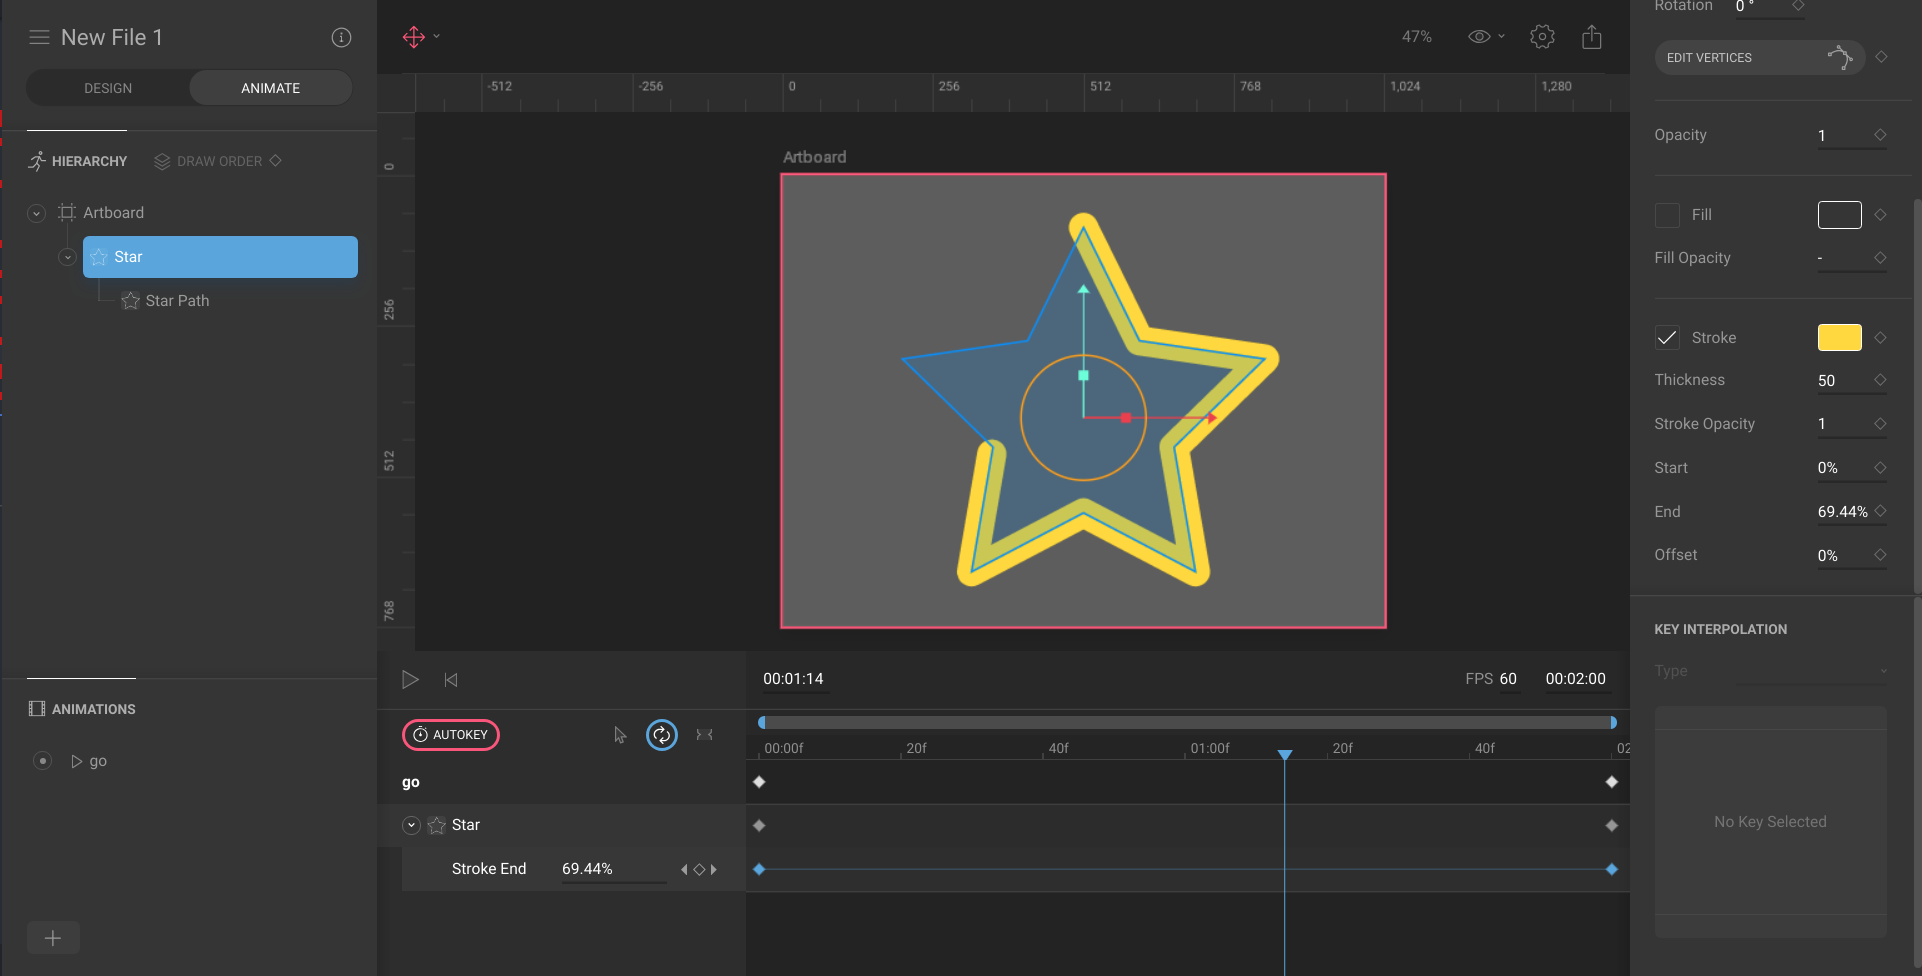 New File 1
DESIGN
ANIMATE
HIERARCHY
DRAW ORDER
Artboard
Star
Star Path
ANIMATIONS
go
47%
-512
-256
0
256
512
768
1,024
1,280
0
256
512
768
Artboard
00:01:14
FPS 60
00:02:00
AUTOKEY
00:00f
20f
40f
01:00f
20f
40f
02
go
Star
Stroke End 69.44%
Rotation 0 °
EDIT VERTICES
Opacity 1
Fill
Fill Opacity -
Stroke
Thickness 50
Stroke Opacity 1
Start 0%
End 69.44%
Offset 0%
KEY INTERPOLATION
Type
No Key Selected